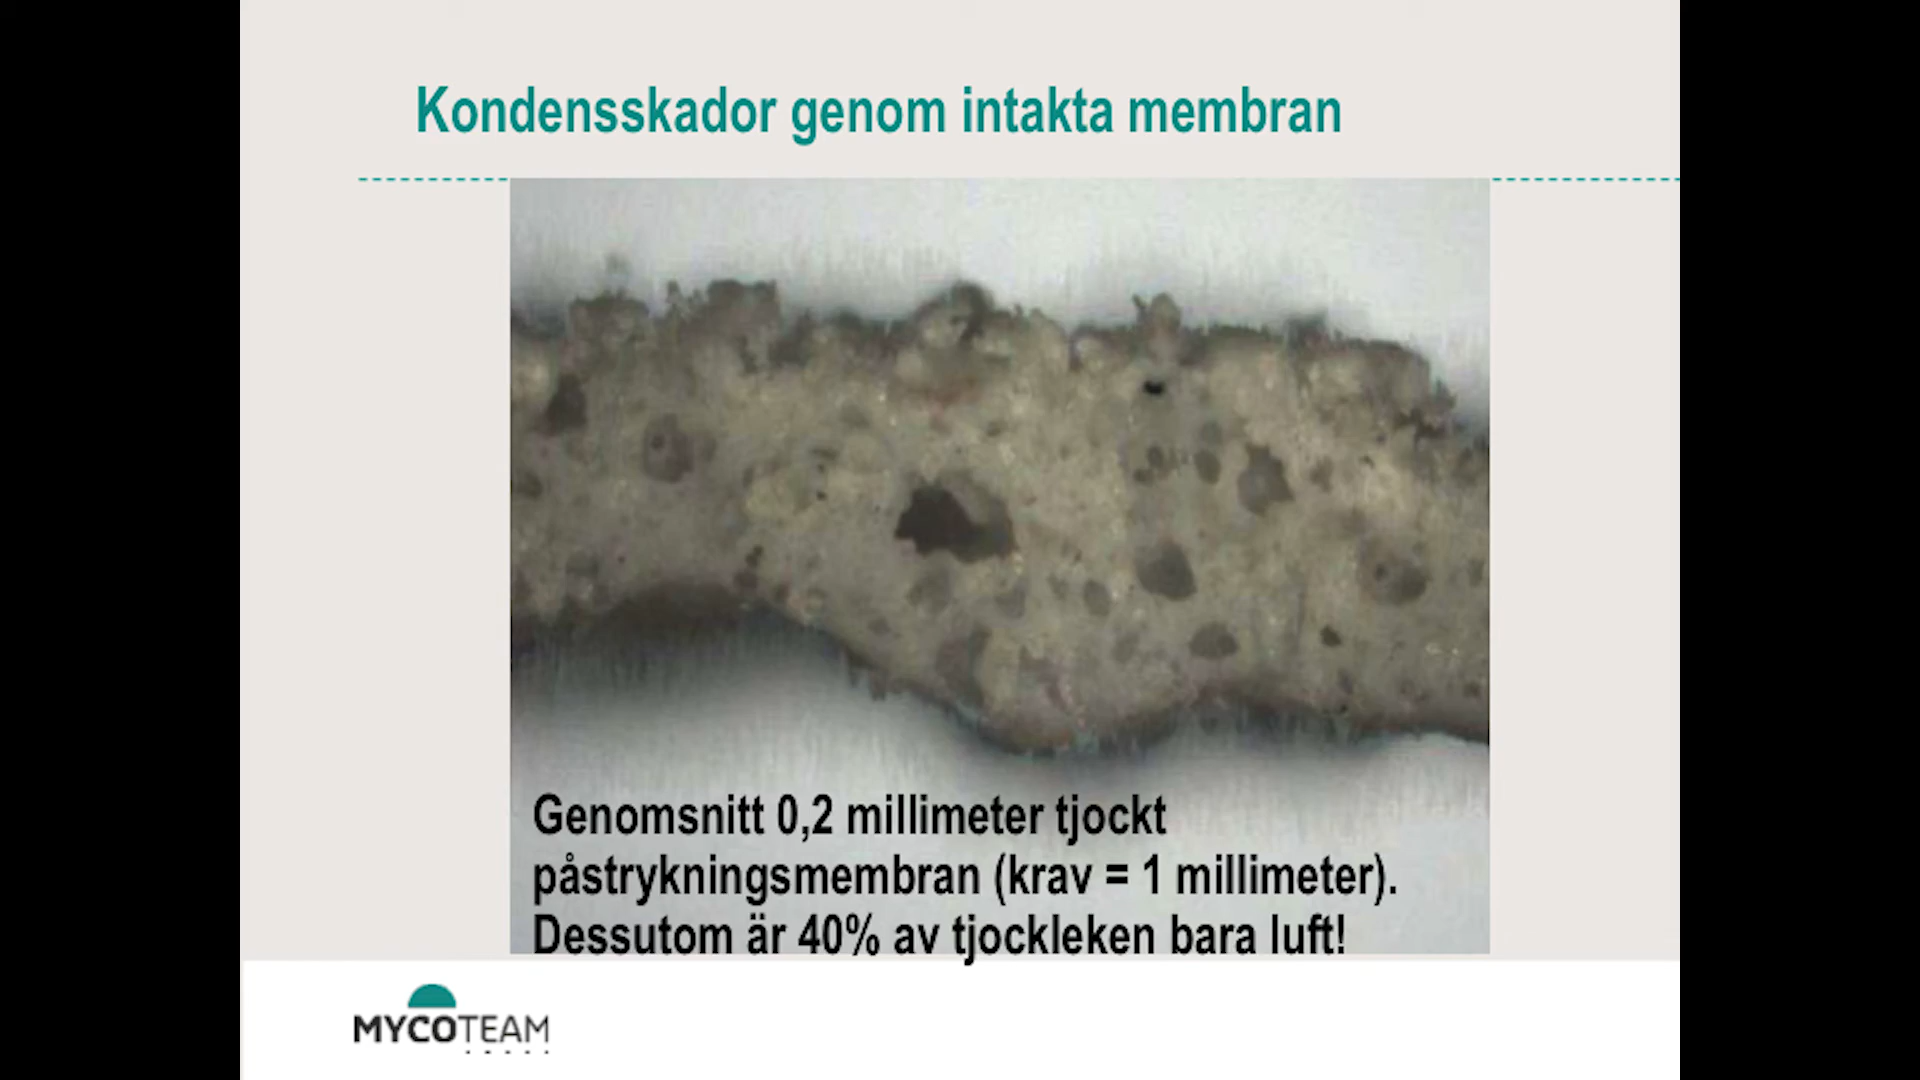 Kondensskador genom intakta membran
Genomsnitt 0,2 millimeter tjockt
påstrykningsmembran (krav = 1 millimeter).
Dessutom är 40% av tjockleken bara luft!
MYCOTEAM